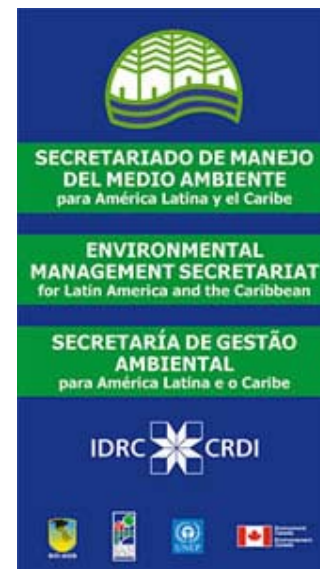 SECRETARIADO DE MANEJO
DEL MEDIO AMBIENTE
para América Latina y el Caribe
ENVIRONMENTAL
MANAGEMENT SECRETARIAT
for Latin America and the Caribbean
SECRETARÍA DE GESTÃO
AMBIENTAL
para América Latina e o Caribe
IDRC CRDI
UNEP